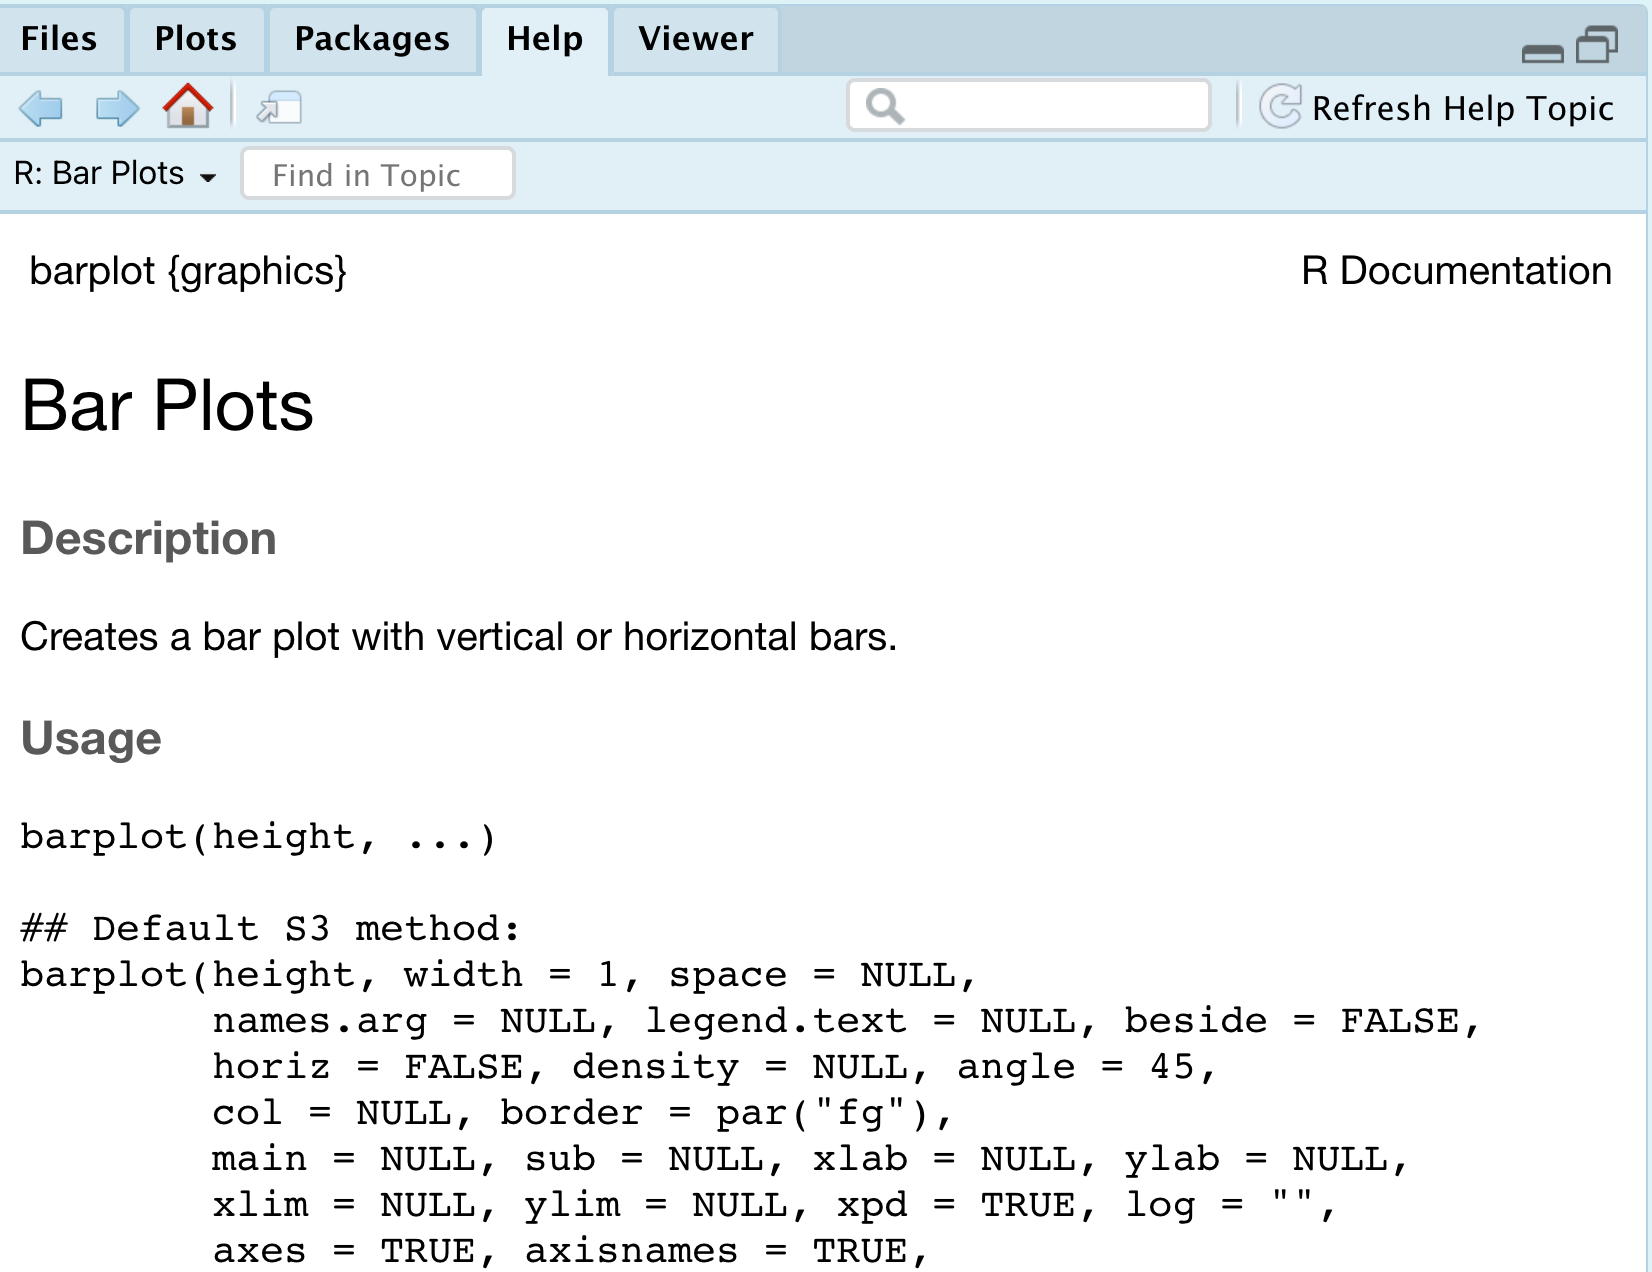 Files Plots Packages Help Viewer
Refresh Help Topic
R: Bar Plots Find in Topic
barplot {graphics} R Documentation
Bar Plots
Description
Creates a bar plot with vertical or horizontal bars.
Usage
barplot(height, ...)
## Default S3 method:
barplot(height, width = 1, space = NULL,
        names.arg = NULL, legend.text = NULL, beside = FALSE,
        horiz = FALSE, density = NULL, angle = 45,
        col = NULL, border = par("fg"),
        main = NULL, sub = NULL, xlab = NULL, ylab = NULL,
        xlim = NULL, ylim = NULL, xpd = TRUE, log = "",
        axes = TRUE, axisnames = TRUE,